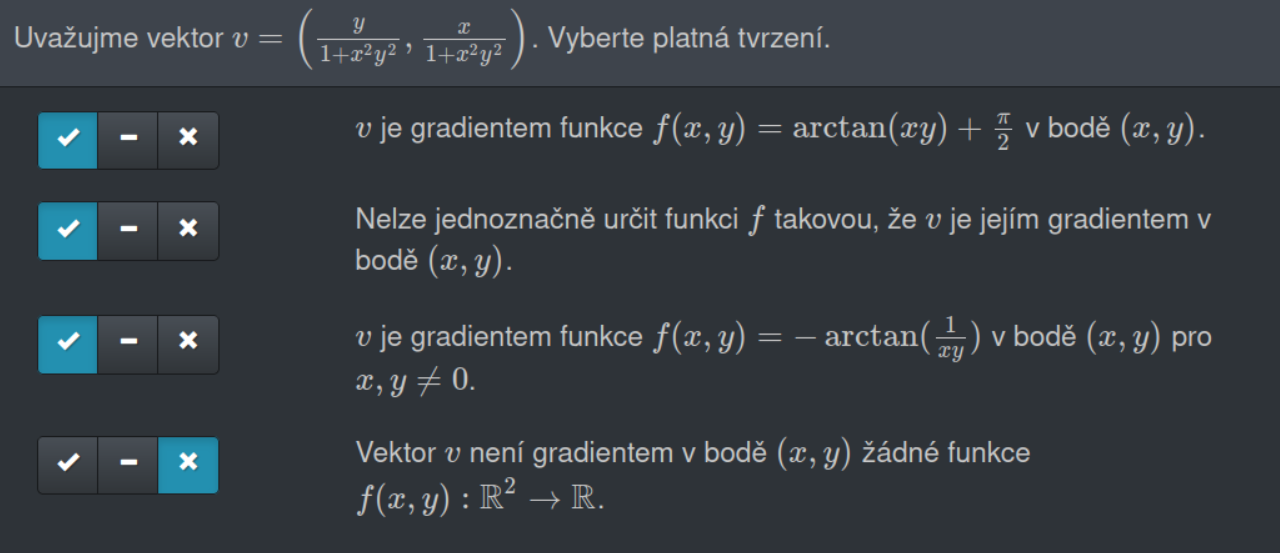 Uvažujme vektor $v = \left( \frac{y}{1+x^2y^2}, \frac{x}{1+x^2y^2} \right)$. Vyberte platná tvrzení.
$v$ je gradientem funkce $f(x, y) = \arctan(xy) + \frac{\pi}{2}$ v bodě $(x, y)$.
Nelze jednoznačně určit funkci $f$ takovou, že $v$ je jejím gradientem v
bodě $(x, y)$.
$v$ je gradientem funkce $f(x, y) = -\arctan(\frac{1}{xy})$ v bodě $(x, y)$ pro
$x, y \neq 0$.
Vektor $v$ není gradientem v bodě $(x, y)$ žádné funkce
$f(x, y) : \mathbb{R}^2 \to \mathbb{R}$.